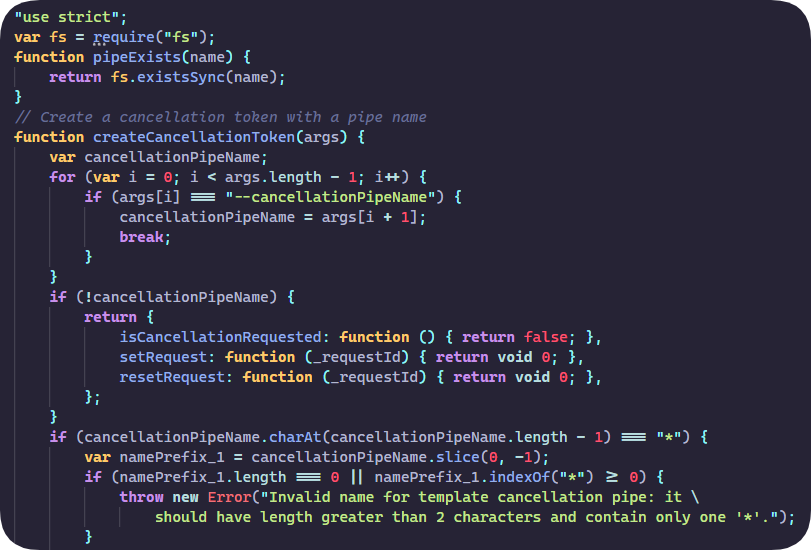 "use strict";
var fs = require("fs");
function pipeExists(name) {
    return fs.existsSync(name);
}
// Create a cancellation token with a pipe name
function createCancellationToken(args) {
    var cancellationPipeName;
    for (var i = 0; i < args.length - 1; i++) {
        if (args[i] === "--cancellationPipeName") {
            cancellationPipeName = args[i + 1];
            break;
        }
    }
    if (!cancellationPipeName) {
        return {
            isCancellationRequested: function () { return false; },
            setRequest: function (_requestId) { return void 0; },
            resetRequest: function (_requestId) { return void 0; },
        };
    }
    if (cancellationPipeName.charAt(cancellationPipeName.length - 1) === "*") {
        var namePrefix_1 = cancellationPipeName.slice(0, -1);
        if (namePrefix_1.length === 0 || namePrefix_1.indexOf("*") >= 0) {
            throw new Error("Invalid name for template cancellation pipe: it \
                should have length greater than 2 characters and contain only one '*'.");
        }